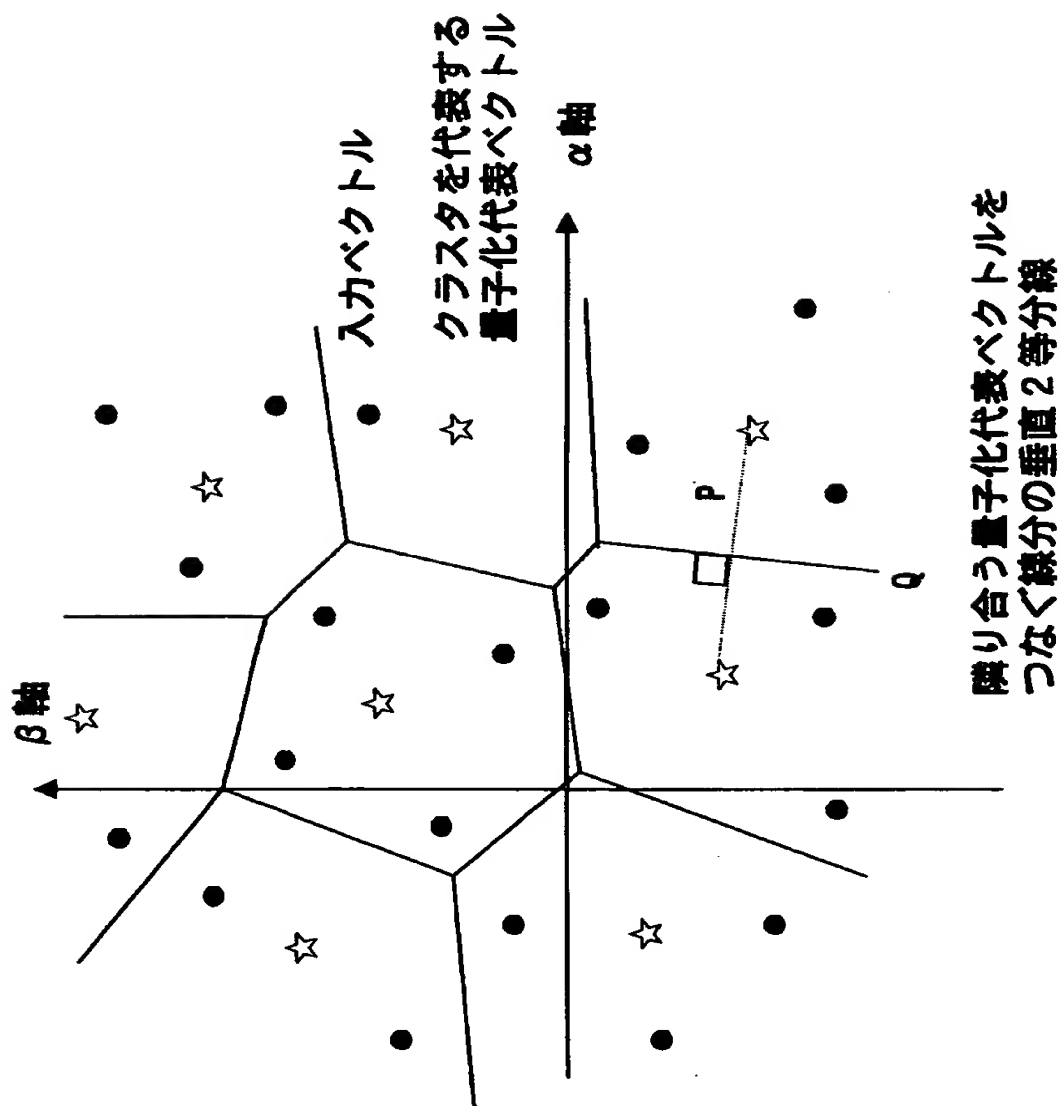 β軸
入力ベクトル
クラスタを代表する
量子化代表ベクトル
α軸
P
Q
隣り合う量子化代表ベクトルを
つなぐ線分の垂直2等分線